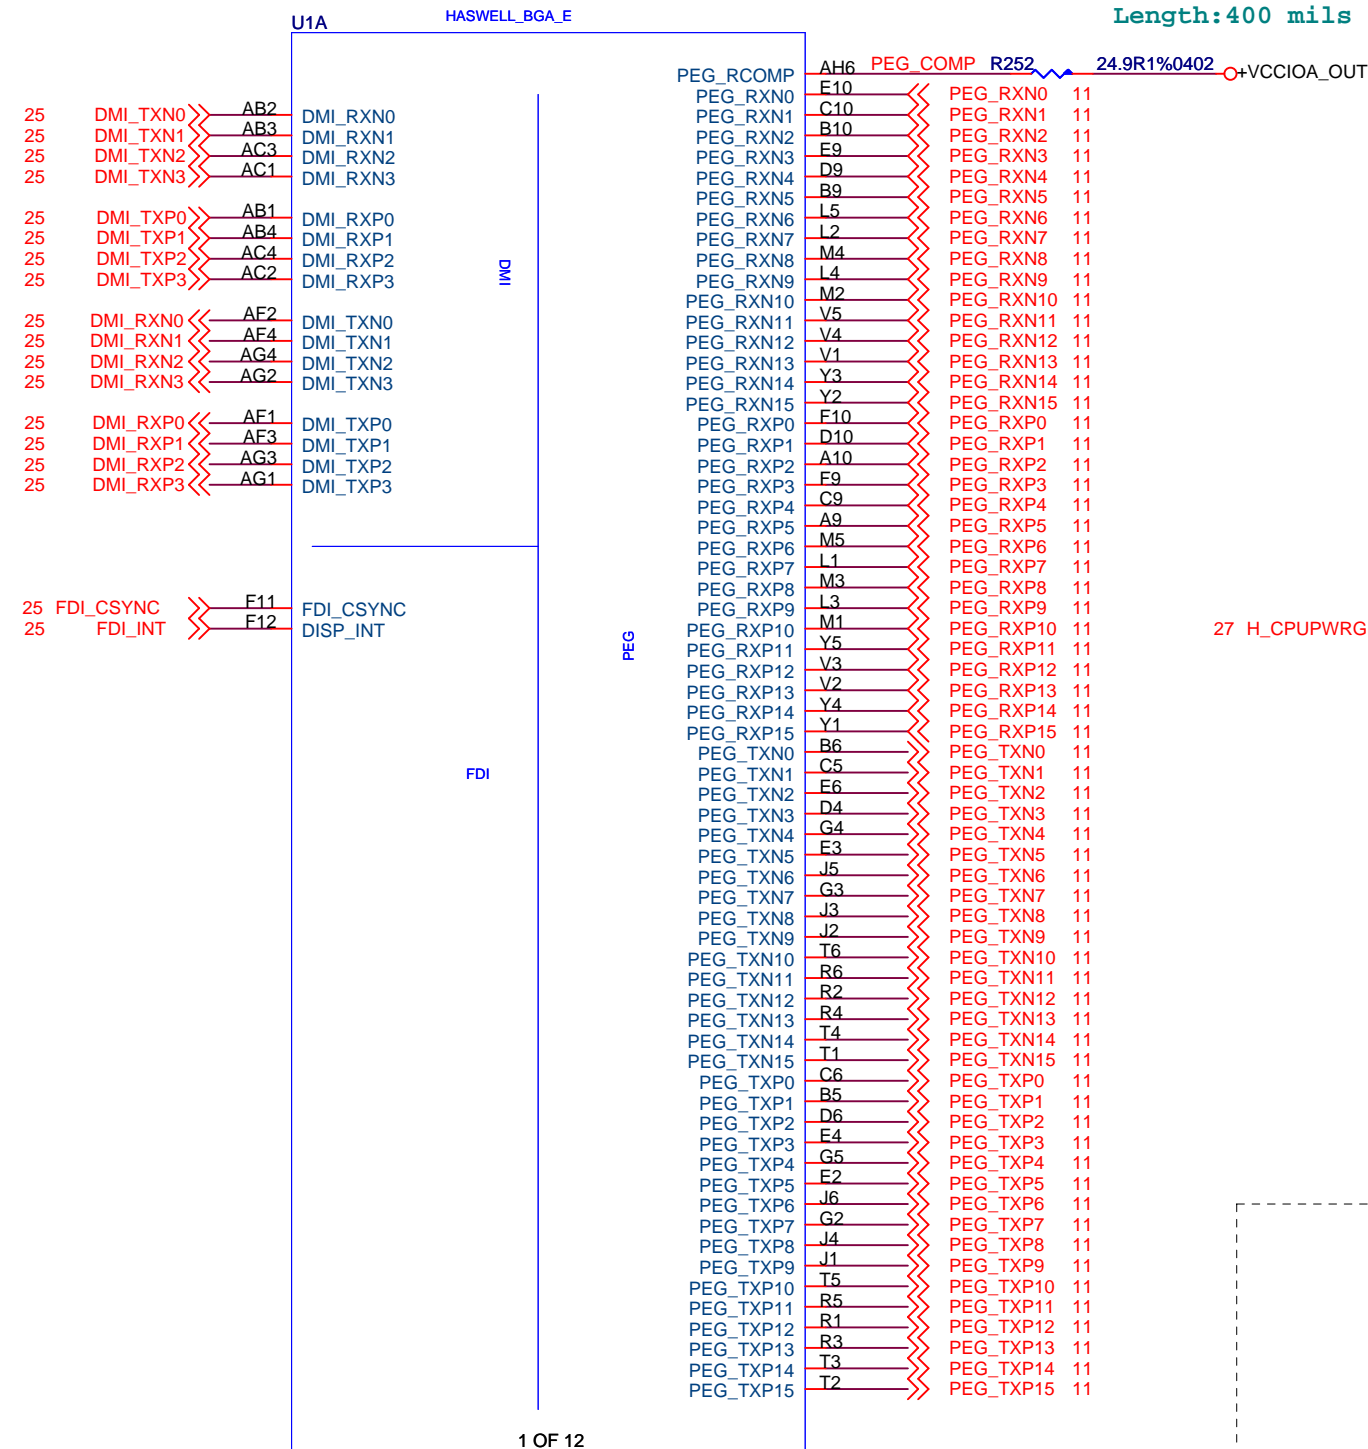 U1A HASWELL_BGA_E Length:400 mils
PEG_RCOMP AH6 PEG_COMP R252 24.9R1%0402 +VCCIOA_OUT
25 DMI_TXN0 AB2 DMI_RXN0
25 DMI_TXN1 AB3 DMI_RXN1
25 DMI_TXN2 AC3 DMI_RXN2
25 DMI_TXN3 AC1 DMI_RXN3
25 DMI_TXP0 AB1 DMI_RXP0
25 DMI_TXP1 AB4 DMI_RXP1
25 DMI_TXP2 AC4 DMI_RXP2
25 DMI_TXP3 AC2 DMI_RXP3
25 DMI_RXN0 AF2 DMI_TXN0
25 DMI_RXN1 AF4 DMI_TXN1
25 DMI_RXN2 AG4 DMI_TXN2
25 DMI_RXN3 AG2 DMI_TXN3
25 DMI_RXP0 AF1 DMI_TXP0
25 DMI_RXP1 AF3 DMI_TXP1
25 DMI_RXP2 AG3 DMI_TXP2
25 DMI_RXP3 AG1 DMI_TXP3
25 FDI_CSYNC F11 FDI_CSYNC
25 FDI_INT F12 DISP_INT
DMI
FDI
PEG
PEG_RXN0 E10 PEG_RXN0 11
PEG_RXN1 C10 PEG_RXN1 11
PEG_RXN2 B10 PEG_RXN2 11
PEG_RXN3 E9 PEG_RXN3 11
PEG_RXN4 D9 PEG_RXN4 11
PEG_RXN5 B9 PEG_RXN5 11
PEG_RXN6 L5 PEG_RXN6 11
PEG_RXN7 L2 PEG_RXN7 11
PEG_RXN8 M4 PEG_RXN8 11
PEG_RXN9 L4 PEG_RXN9 11
PEG_RXN10 M2 PEG_RXN10 11
PEG_RXN11 V5 PEG_RXN11 11
PEG_RXN12 V4 PEG_RXN12 11
PEG_RXN13 V1 PEG_RXN13 11
PEG_RXN14 Y3 PEG_RXN14 11
PEG_RXN15 Y2 PEG_RXN15 11
PEG_RXP0 F10 PEG_RXP0 11
PEG_RXP1 D10 PEG_RXP1 11
PEG_RXP2 A10 PEG_RXP2 11
PEG_RXP3 F9 PEG_RXP3 11
PEG_RXP4 C9 PEG_RXP4 11
PEG_RXP5 A9 PEG_RXP5 11
PEG_RXP6 M5 PEG_RXP6 11
PEG_RXP7 L1 PEG_RXP7 11
PEG_RXP8 M3 PEG_RXP8 11
PEG_RXP9 L3 PEG_RXP9 11
PEG_RXP10 M1 PEG_RXP10 11 27 H_CPUPWRG
PEG_RXP11 Y5 PEG_RXP11 11
PEG_RXP12 V3 PEG_RXP12 11
PEG_RXP13 V2 PEG_RXP13 11
PEG_RXP14 Y4 PEG_RXP14 11
PEG_RXP15 Y1 PEG_RXP15 11
PEG_TXN0 B6 PEG_TXN0 11
PEG_TXN1 C5 PEG_TXN1 11
PEG_TXN2 E6 PEG_TXN2 11
PEG_TXN3 D4 PEG_TXN3 11
PEG_TXN4 G4 PEG_TXN4 11
PEG_TXN5 E3 PEG_TXN5 11
PEG_TXN6 J5 PEG_TXN6 11
PEG_TXN7 G3 PEG_TXN7 11
PEG_TXN8 J3 PEG_TXN8 11
PEG_TXN9 J2 PEG_TXN9 11
PEG_TXN10 T6 PEG_TXN10 11
PEG_TXN11 R6 PEG_TXN11 11
PEG_TXN12 R2 PEG_TXN12 11
PEG_TXN13 R4 PEG_TXN13 11
PEG_TXN14 T4 PEG_TXN14 11
PEG_TXN15 T1 PEG_TXN15 11
PEG_TXP0 C6 PEG_TXP0 11
PEG_TXP1 B5 PEG_TXP1 11
PEG_TXP2 D6 PEG_TXP2 11
PEG_TXP3 E4 PEG_TXP3 11
PEG_TXP4 G5 PEG_TXP4 11
PEG_TXP5 E2 PEG_TXP5 11
PEG_TXP6 J6 PEG_TXP6 11
PEG_TXP7 G2 PEG_TXP7 11
PEG_TXP8 J4 PEG_TXP8 11
PEG_TXP9 J1 PEG_TXP9 11
PEG_TXP10 T5 PEG_TXP10 11
PEG_TXP11 R5 PEG_TXP11 11
PEG_TXP12 R1 PEG_TXP12 11
PEG_TXP13 R3 PEG_TXP13 11
PEG_TXP14 T3 PEG_TXP14 11
PEG_TXP15 T2 PEG_TXP15 11
1 OF 12